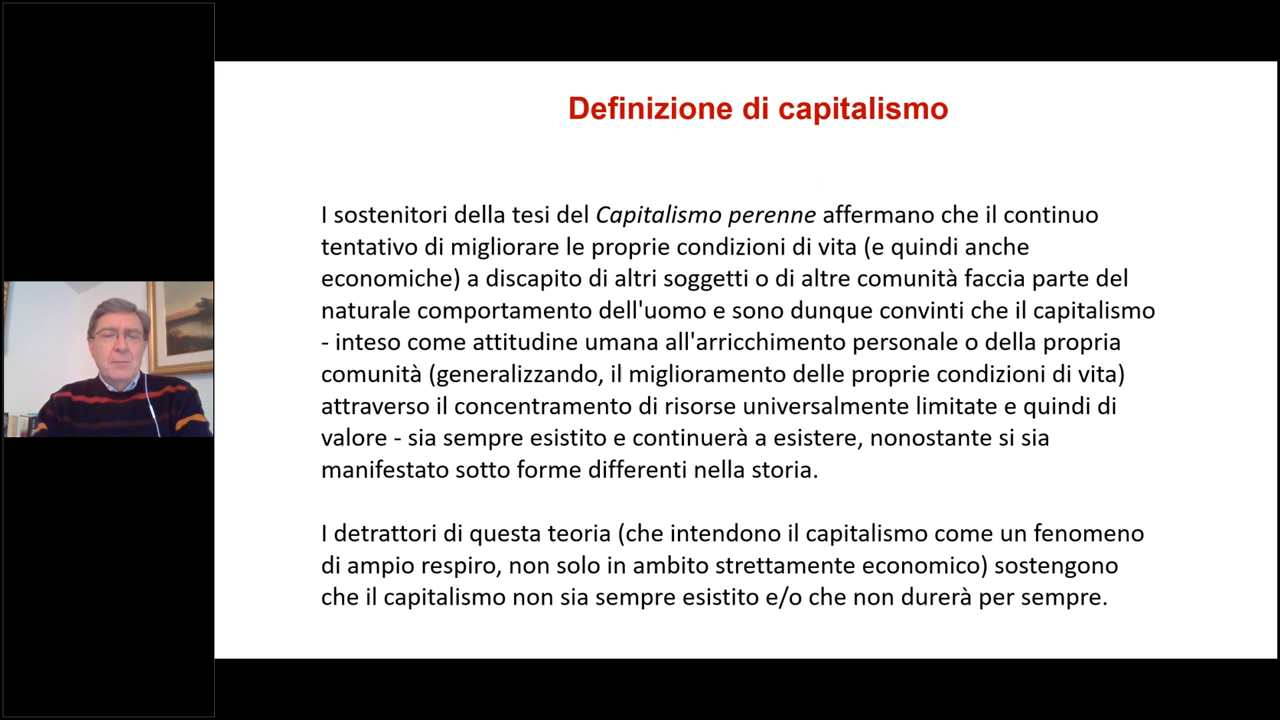 Definizione di capitalismo
I sostenitori della tesi del Capitalismo perenne affermano che il continuo
tentativo di migliorare le proprie condizioni di vita (e quindi anche
economiche) a discapito di altri soggetti o di altre comunità faccia parte del
naturale comportamento dell'uomo e sono dunque convinti che il capitalismo
- inteso come attitudine umana all'arricchimento personale o della propria
comunità (generalizzando, il miglioramento delle proprie condizioni di vita)
attraverso il concentramento di risorse universalmente limitate e quindi di
valore - sia sempre esistito e continuerà a esistere, nonostante si sia
manifestato sotto forme differenti nella storia.
I detrattori di questa teoria (che intendono il capitalismo come un fenomeno
di ampio respiro, non solo in ambito strettamente economico) sostengono
che il capitalismo non sia sempre esistito e/o che non durerà per sempre.